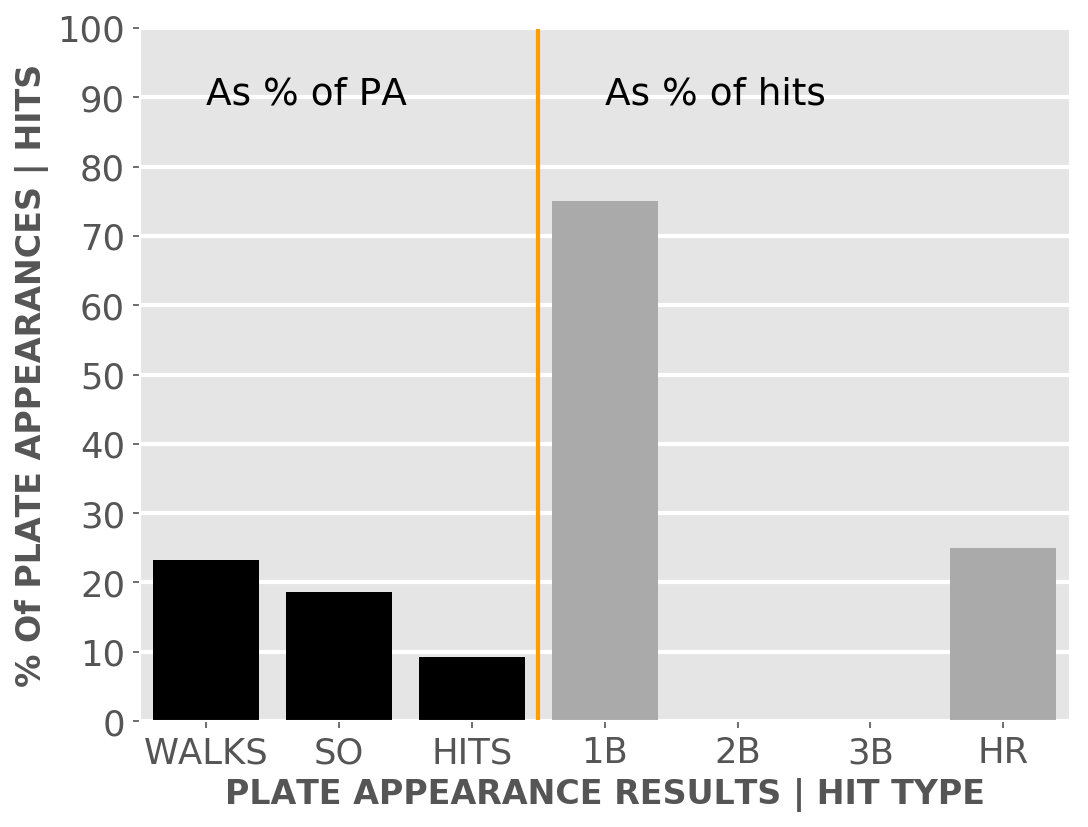 % Of PLATE APPEARANCES | HITS
100
90
80
70
60
50
40
30
20
10
0
As % of PA
As % of hits
WALKS SO HITS 1B 2B 3B HR
PLATE APPEARANCE RESULTS | HIT TYPE